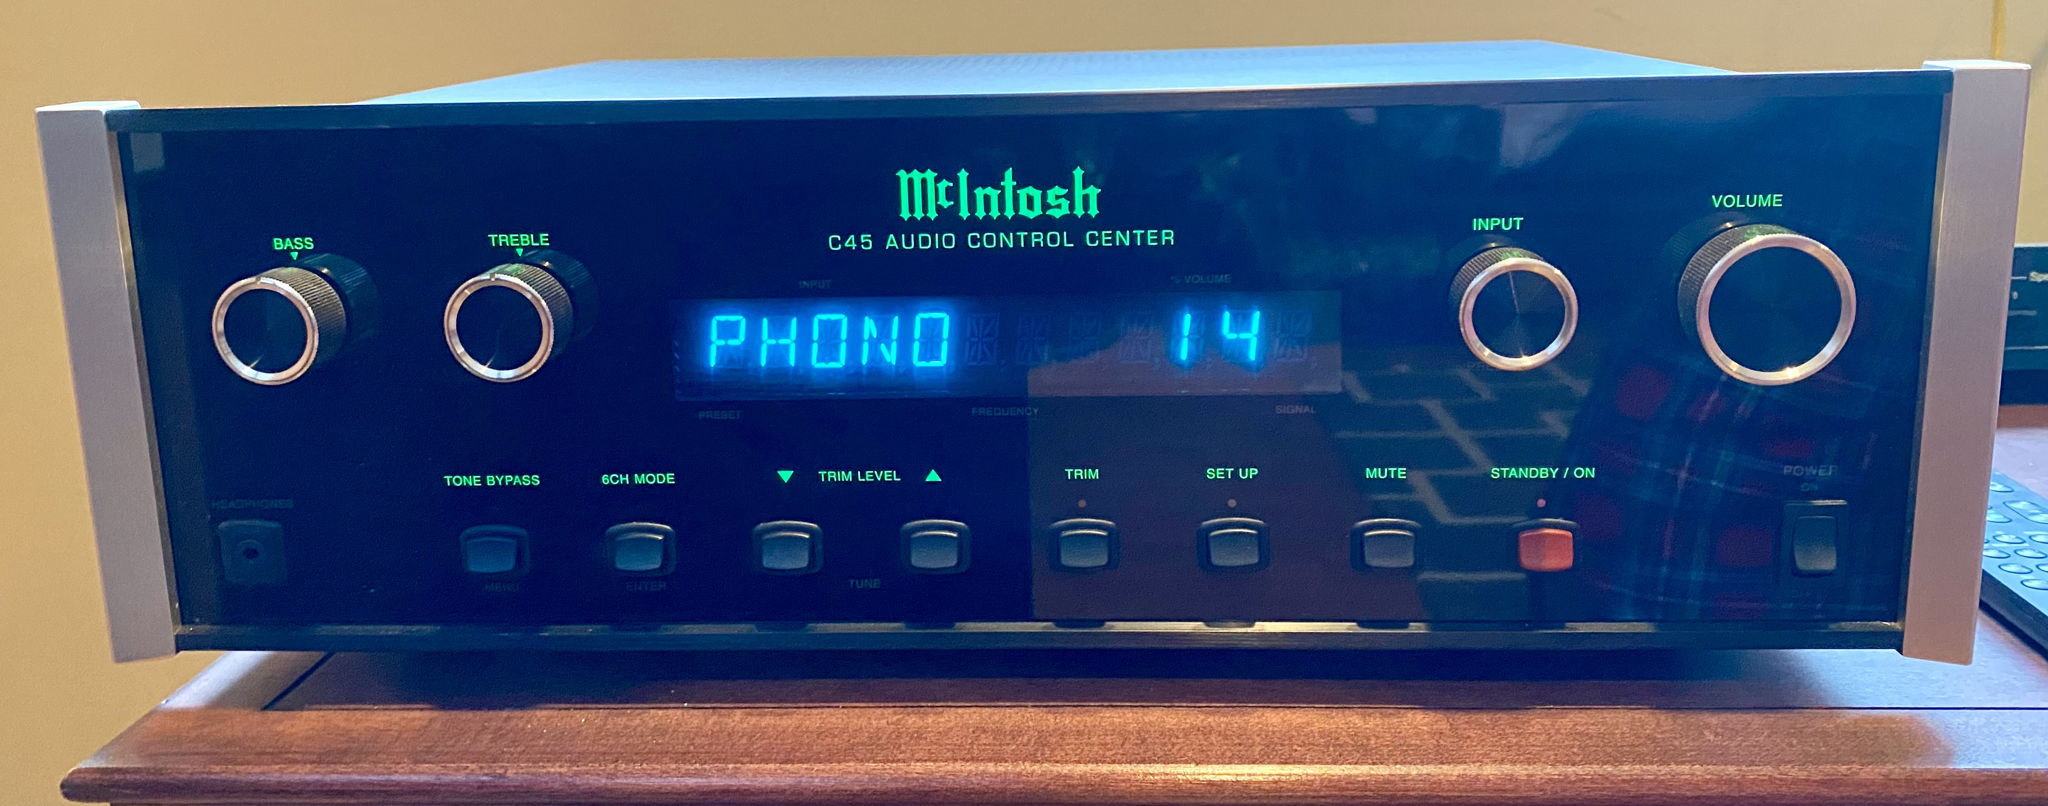 McIntosh
C45 AUDIO CONTROL CENTER
BASS
TREBLE
INPUT
VOLUME
INPUT
% VOLUME
PHONO 14
PRESET
FREQUENCY
SIGNAL
TONE BYPASS
6CH MODE
▼ TRIM LEVEL ▲
TRIM
SET UP
MUTE
STANDBY / ON
POWER
ON
HEADPHONES
MENU
ENTER
TUNE